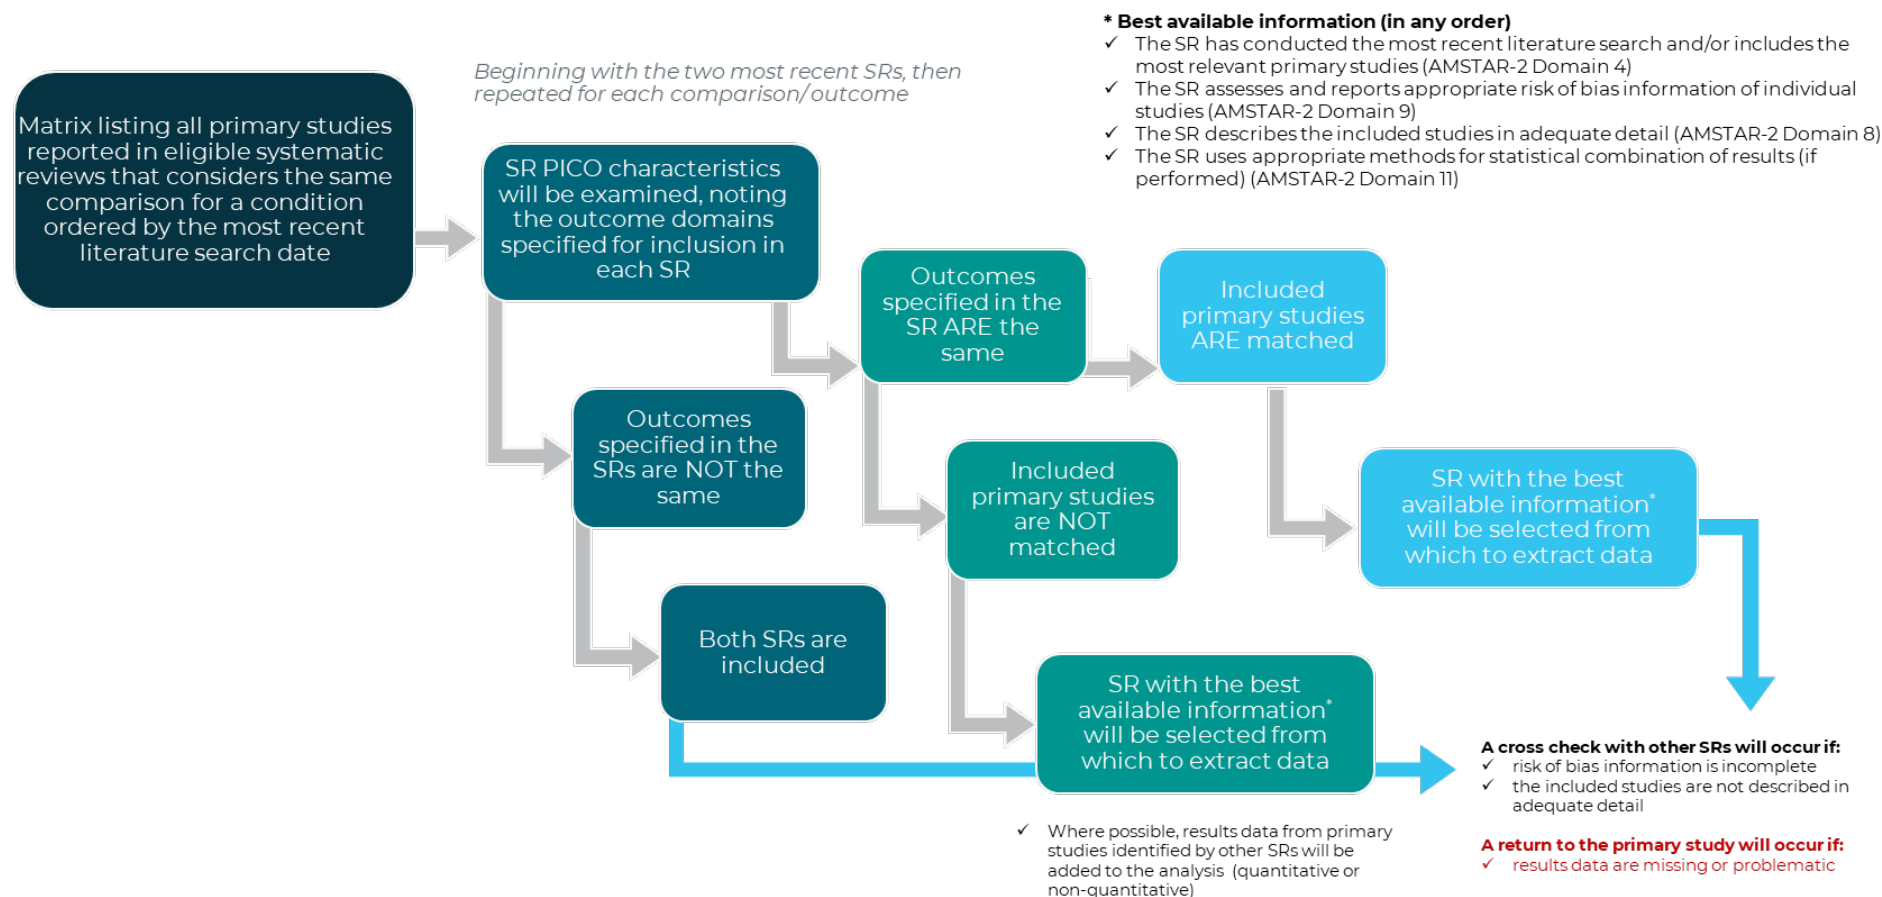 * Best available information (in any order)
✓ The SR has conducted the most recent literature search and/or includes the
most relevant primary studies (AMSTAR-2 Domain 4)
✓ The SR assesses and reports appropriate risk of bias information of individual
studies (AMSTAR-2 Domain 9)
✓ The SR describes the included studies in adequate detail (AMSTAR-2 Domain 8)
✓ The SR uses appropriate methods for statistical combination of results (if
performed) (AMSTAR-2 Domain 11)
Beginning with the two most recent SRs, then
repeated for each comparison/outcome
Matrix listing all primary studies
reported in eligible systematic
reviews that considers the same
comparison for a condition
ordered by the most recent
literature search date
SR PICO characteristics
will be examined, noting
the outcome domains
specified for inclusion in
each SR
Outcomes
specified in the
SR ARE the
same
Included
primary studies
ARE matched
Outcomes
specified in the
SRs are NOT the
same
Included
primary studies
are NOT
matched
SR with the best
available information*
will be selected from
which to extract data
Both SRs are
included
SR with the best
available information*
will be selected from
which to extract data
✓ Where possible, results data from primary
studies identified by other SRs will be
added to the analysis (quantitative or
non-quantitative)
A cross check with other SRs will occur if:
✓ risk of bias information is incomplete
✓ the included studies are not described in
adequate detail
A return to the primary study will occur if:
✓ results data are missing or problematic